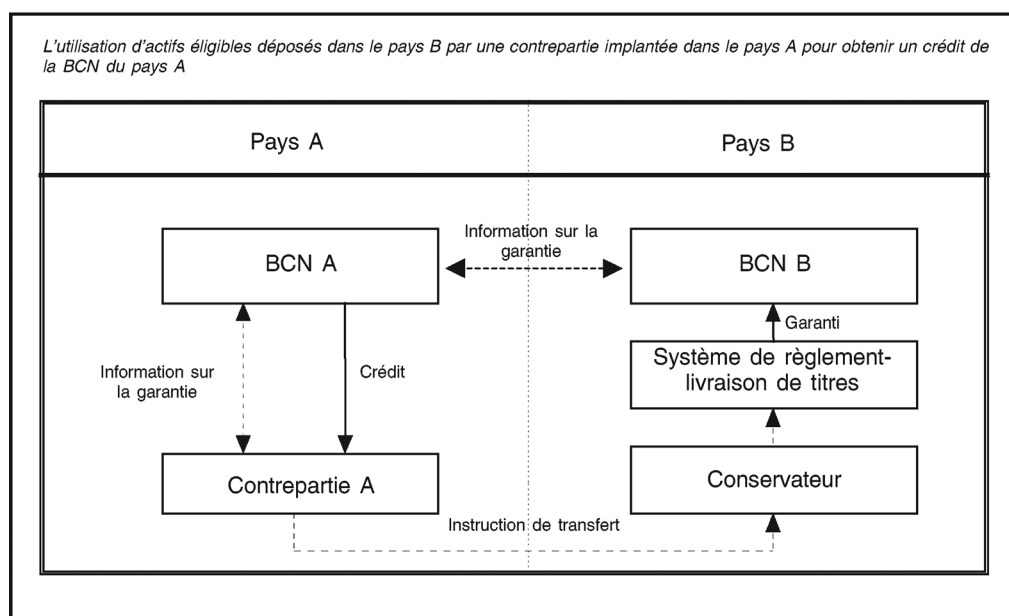 L'utilisation d'actifs éligibles déposés dans le pays B par une contrepartie implantée dans le pays A pour obtenir un crédit de
la BCN du pays A
Pays A
Pays B
Information sur la
garantie
BCN A
BCN B
Garanti
Système de règlement-
livraison de titres
Information sur
la garantie
Crédit
Contrepartie A
Conservateur
Instruction de transfert